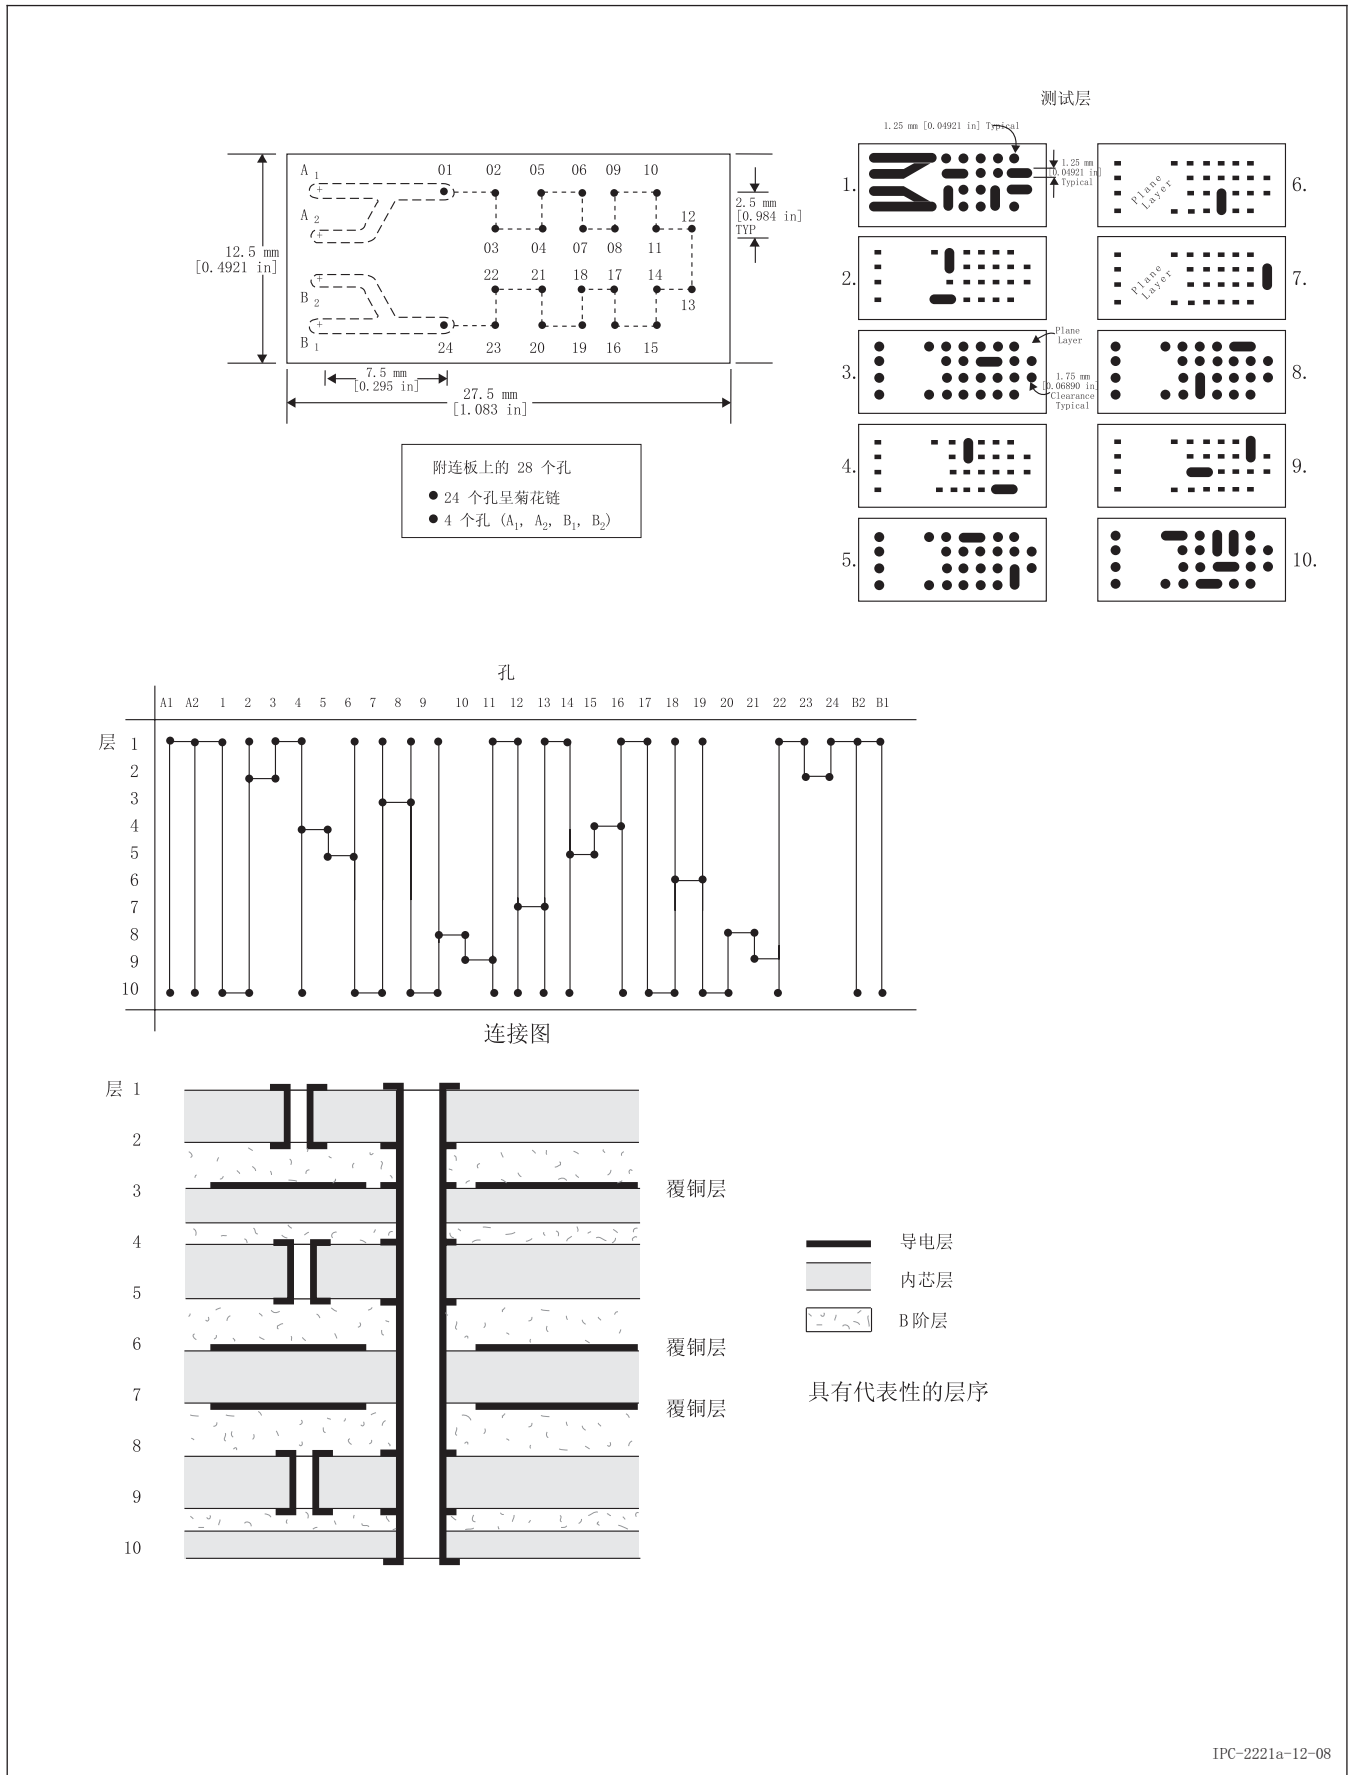 测试层
1.25 mm [0.04921 in] Typical
A 1
01
02
05
06
09
10
A 2
12
2.5 mm
[0.984 in]
TYP
12.5 mm
[0.4921 in]
03
04
07
08
11
22
21
18
17
14
B 2
13
B 1
24
23
20
19
16
15
7.5 mm
[0.295 in]
27.5 mm
[1.083 in]
附连板上的 28 个孔
● 24 个孔呈菊花链
● 4 个孔 (A1, A2, B1, B2)
1.
1.25 mm
[0.04921 in]
Typical
Plane
Layer
6.
2.
Plane
Layer
7.
3.
Plane
Layer
1.75 mm
[0.06890 in]
Clearance
Typical
8.
4.
9.
5.
10.
孔
A1 A2 1 2 3 4 5 6 7 8 9 10 11 12 13 14 15 16 17 18 19 20 21 22 23 24 B2 B1
层 1
2
3
4
5
6
7
8
9
10
连接图
层 1
2
3
覆铜层
4
导电层
内芯层
5
B阶层
6
覆铜层
7
具有代表性的层序
覆铜层
8
9
10
IPC-2221a-12-08